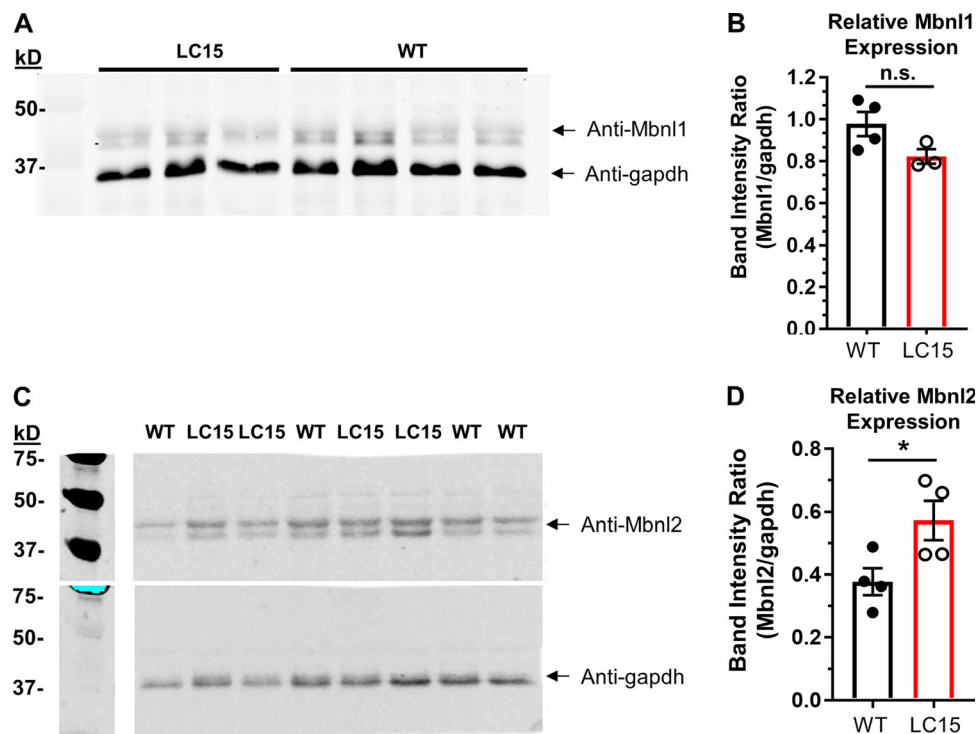 A
kD
LC15 WT
50-
37-
Anti-Mbnl1
Anti-gapdh
B
Relative Mbnl1
Expression
n.s.
Band Intensity Ratio
(Mbnl1/gapdh)
1.2
1.0
0.8
0.6
0.4
0.2
0.0
WT LC15
C
kD
WT LC15 LC15 WT LC15 LC15 WT WT
75-
50-
37-
Anti-Mbnl2
75-
50-
37-
Anti-gapdh
D
Relative Mbnl2
Expression
*
Band Intensity Ratio
(Mbnl2/gapdh)
0.8
0.6
0.4
0.2
0.0
WT LC15